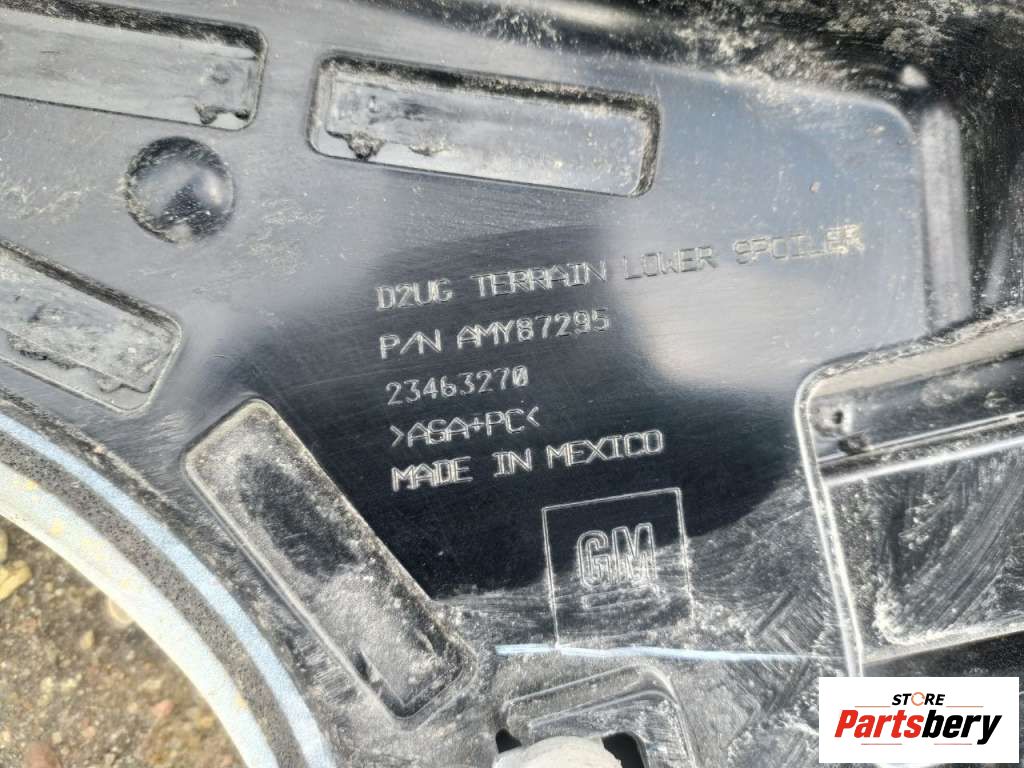 D2UG TERRAIN LOWER SPOILER
P/N AMY87295
23463270
>ASA+PC<
MADE IN MEXICO
GM
STORE
Partsbery